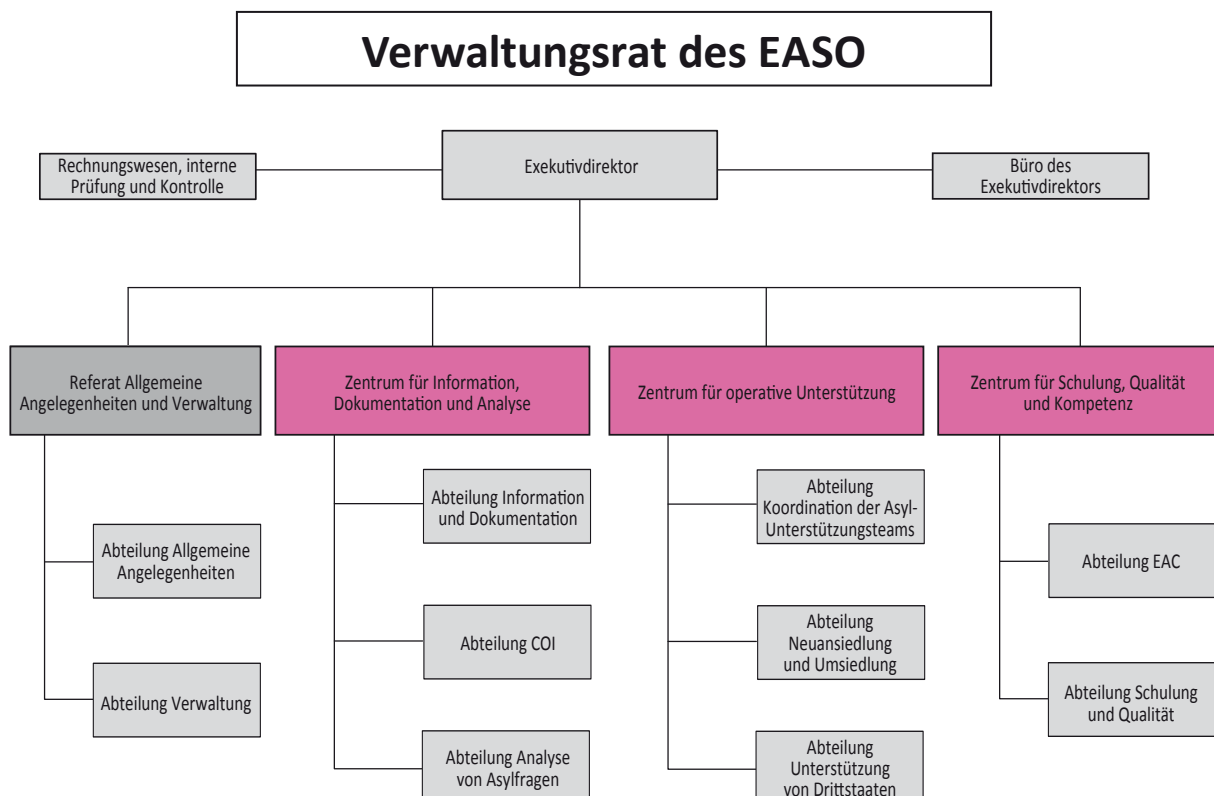 Verwaltungsrat des EASO
Rechnungswesen, interne
Prüfung und Kontrolle
Exekutivdirektor
Büro des
Exekutivdirektors
Referat Allgemeine
Angelegenheiten und Verwaltung
Zentrum für Information,
Dokumentation und Analyse
Zentrum für operative Unterstützung
Zentrum für Schulung, Qualität
und Kompetenz
Abteilung Allgemeine
Angelegenheiten
Abteilung Verwaltung
Abteilung Information
und Dokumentation
Abteilung COI
Abteilung Analyse
von Asylfragen
Abteilung
Koordination der Asyl-
Unterstützungsteams
Abteilung
Neuansiedlung
und Umsiedlung
Abteilung
Unterstützung
von Drittstaaten
Abteilung EAC
Abteilung Schulung
und Qualität